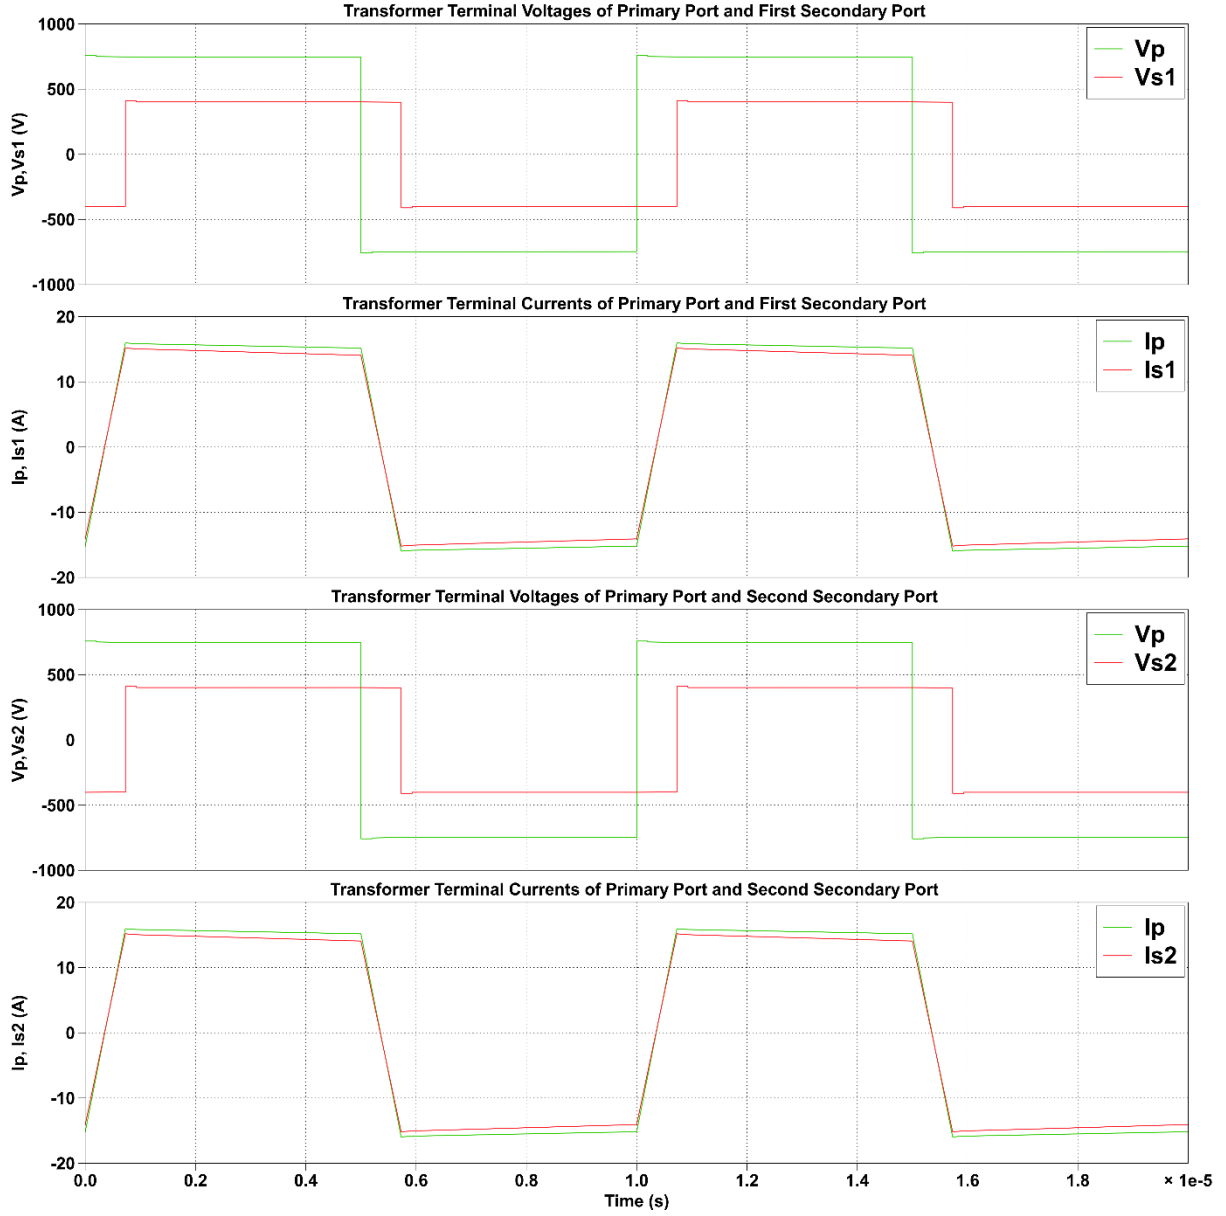 Transformer Terminal Voltages of Primary Port and First Secondary Port
1000
500
0
-500
-1000
Vp,Vs1 (V)
Vp
Vs1
Transformer Terminal Currents of Primary Port and First Secondary Port
20
10
0
-10
-20
Ip, Is1 (A)
Ip
Is1
Transformer Terminal Voltages of Primary Port and Second Secondary Port
1000
500
0
-500
-1000
Vp,Vs2 (V)
Vp
Vs2
Transformer Terminal Currents of Primary Port and Second Secondary Port
20
10
0
-10
-20
Ip, Is2 (A)
Ip
Is2
0.0 0.2 0.4 0.6 0.8 1.0 1.2 1.4 1.6 1.8 × 1e-5
Time (s)